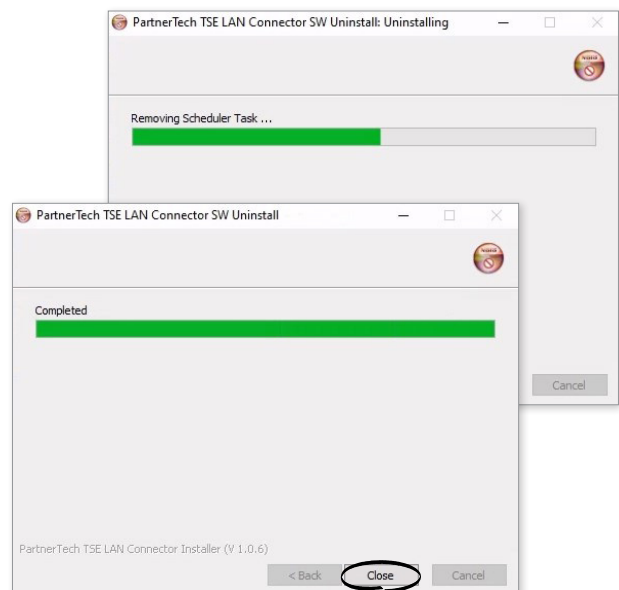 PartnerTech TSE LAN Connector SW Uninstall: Uninstalling
Removing Scheduler Task ...
Cancel
PartnerTech TSE LAN Connector SW Uninstall
Completed
PartnerTech TSE LAN Connector Installer (V 1.0.6)
< Back Close Cancel